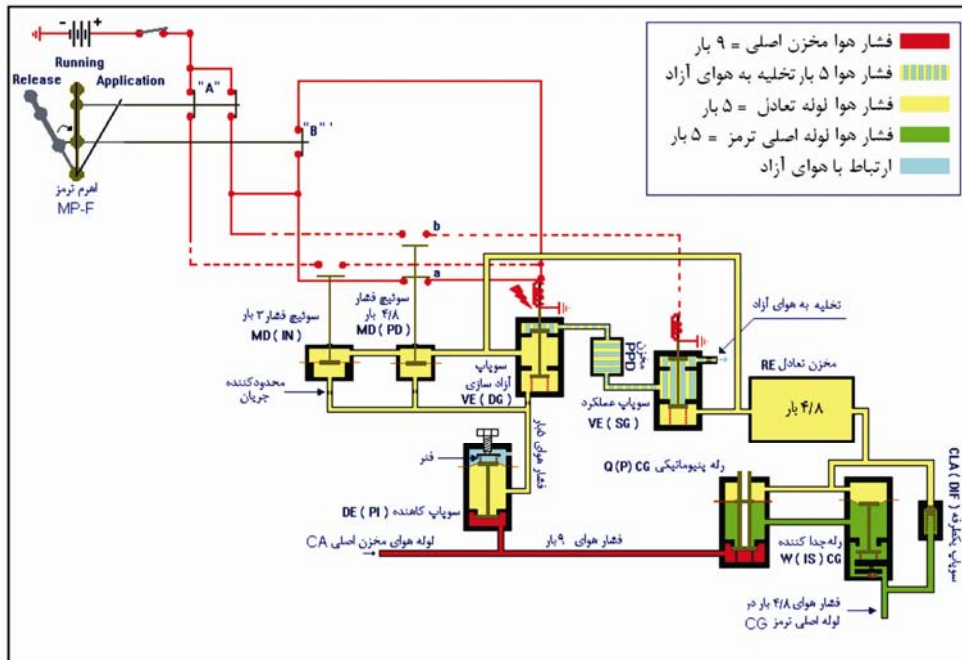 - +
Running
Release
Application
"A"
"B"'
اهرم ترمز
MP-F
فشار هوا مخزن اصلی = ۹ بار
فشار هوا ۵ بار تخلیه به هوای آزاد
فشار هوا لوله تعادل = ۵ بار
فشار هوا لوله اصلی ترمز = ۵ بار
ارتباط با هوای آزاد
b
a
سوئیچ فشار ۳ بار
MD ( IN )
سوئیچ فشار
۴/۸ بار
MD ( PD )
محدودکننده
جریان
سوپاپ
آزاد سازی
VE ( DG )
مخزن
PPD
تخلیه به هوای آزاد
سوپاپ عملکرد
VE ( SG )
مخزن تعادل RE
۴/۸ بار
فشار هوای ۵بار
فنر
سوپاپ کاهنده DE ( PI )
رله پنیوماتیکی Q (P) CG
CLA ( DIF )
سوپاپ یکطرفه
رله جدا کننده
W ( IS ) CG
لوله هوای مخزن اصلی CA
فشار هوای ۹ بار
فشار هوای ۴/۸ بار در
لوله اصلی ترمز CG